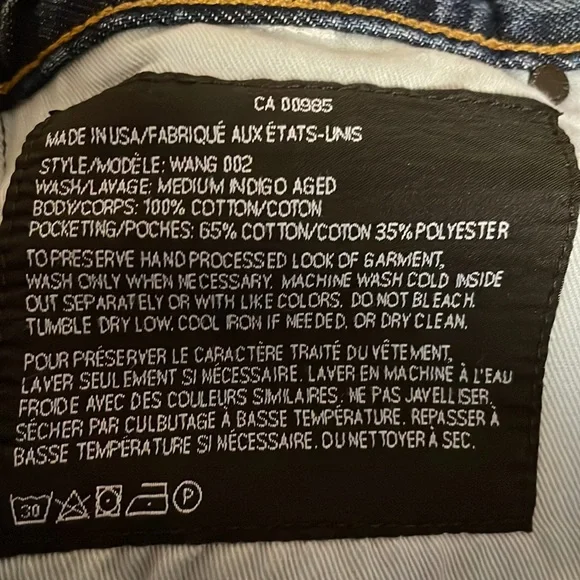 CA 00985
MADE IN USA/FABRIQUÉ AUX ÉTATS-UNIS
STYLE/MODÈLE: WANG 002
WASH/LAVAGE: MEDIUM INDIGO AGED
BODY/CORPS: 100% COTTON/COTON
POCKETING/POCHES: 65% COTTON/COTON 35% POLYESTER
TO PRESERVE HAND PROCESSED LOOK OF GARMENT,
WASH ONLY WHEN NECESSARY. MACHINE WASH COLD INSIDE
OUT SEPARATELY OR WITH LIKE COLORS. DO NOT BLEACH.
TUMBLE DRY LOW. COOL IRON IF NEEDED. OR DRY CLEAN.
POUR PRÉSERVER LE CARACTÈRE TRAITÉ DU VÊTEMENT,
LAVER SEULEMENT SI NÉCESSAIRE. LAVER EN MACHINE À L'EAU
FROIDE AVEC DES COULEURS SIMILAIRES. NE PAS JAVELLISER.
SÉCHER PAR CULBUTAGE À BASSE TEMPÉRATURE. REPASSER À
BASSE TEMPÉRATURE SI NÉCESSAIRE. OU NETTOYER À SEC.
30 P